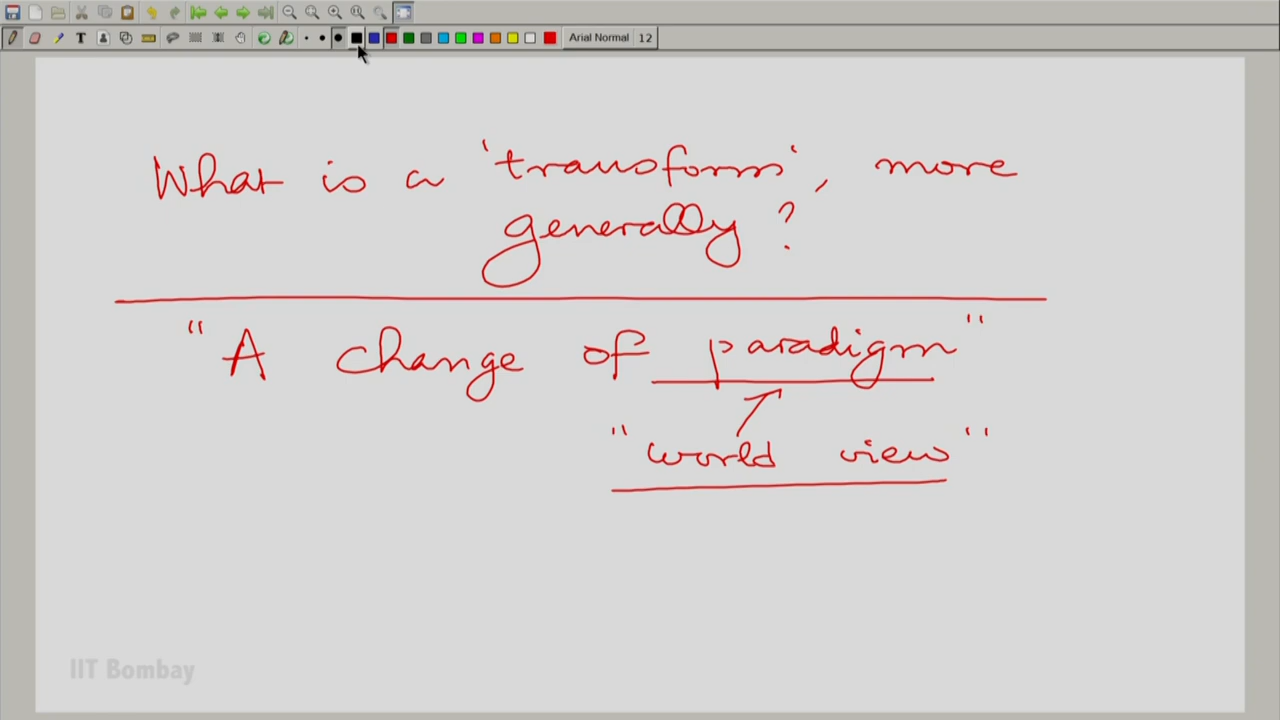 Arial Normal 12
What is a 'transform', more
generally?
"A change of paradigm"
"world view"
IIT Bombay